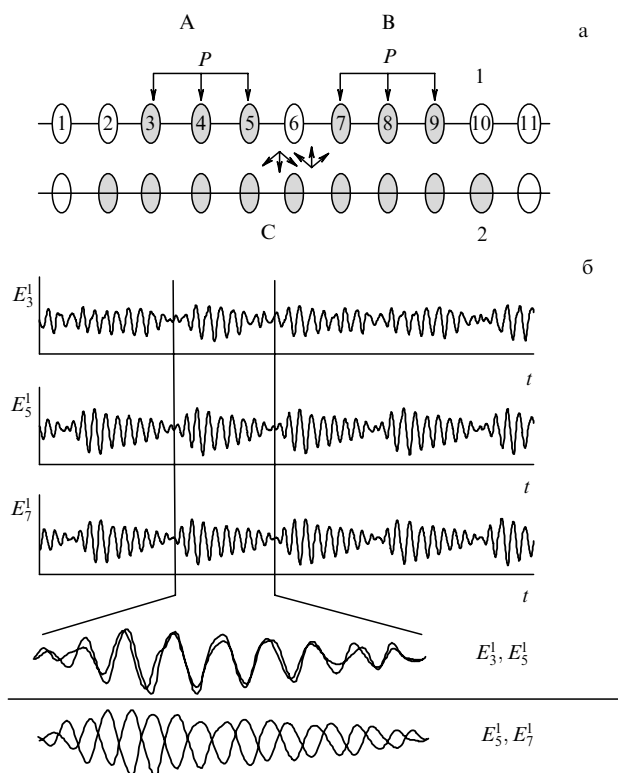 A B а
P P 1
1 2 3 4 5 6 7 8 9 10 11
C 2
б
E₃¹
t
E₅¹
t
E₇¹
t
E₃¹, E₅¹
E₅¹, E₇¹